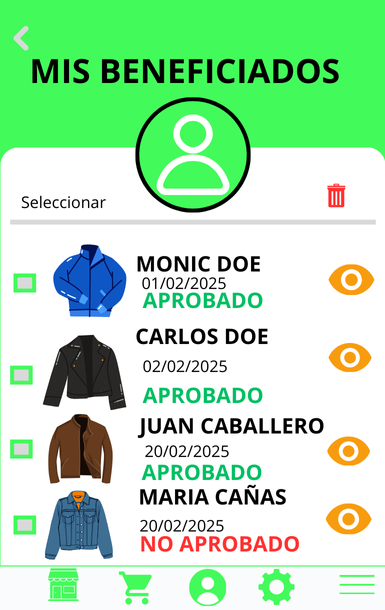 MIS BENEFICIADOS
Seleccionar
MONIC DOE
01/02/2025
APROBADO
CARLOS DOE
02/02/2025
APROBADO
JUAN CABALLERO
20/02/2025
APROBADO
MARIA CAÑAS
20/02/2025
NO APROBADO